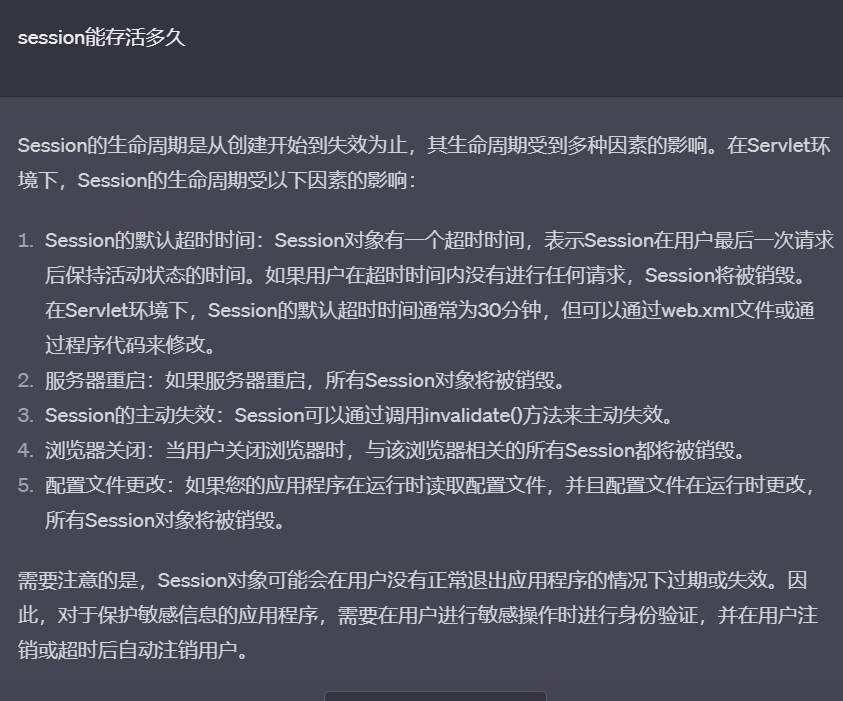 session能存活多久
Session的生命周期是从创建开始到失效为止，其生命周期受到多种因素的影响。在Servlet环
境下，Session的生命周期受以下因素的影响：
1. Session的默认超时时间：Session对象有一个超时时间，表示Session在用户最后一次请求
后保持活动状态的时间。如果用户在超时时间内没有进行任何请求，Session将被销毁。
在Servlet环境下，Session的默认超时时间通常为30分钟，但可以通过web.xml文件或通
过程序代码来修改。
2. 服务器重启：如果服务器重启，所有Session对象将被销毁。
3. Session的主动失效：Session可以通过调用invalidate()方法来主动失效。
4. 浏览器关闭：当用户关闭浏览器时，与该浏览器相关的所有Session都将被销毁。
5. 配置文件更改：如果您的应用程序在运行时读取配置文件，并且配置文件在运行时更改，
所有Session对象将被销毁。
需要注意的是，Session对象可能会在用户没有正常退出应用程序的情况下过期或失效。因
此，对于保护敏感信息的应用程序，需要在用户进行敏感操作时进行身份验证，并在用户注
销或超时后自动注销用户。